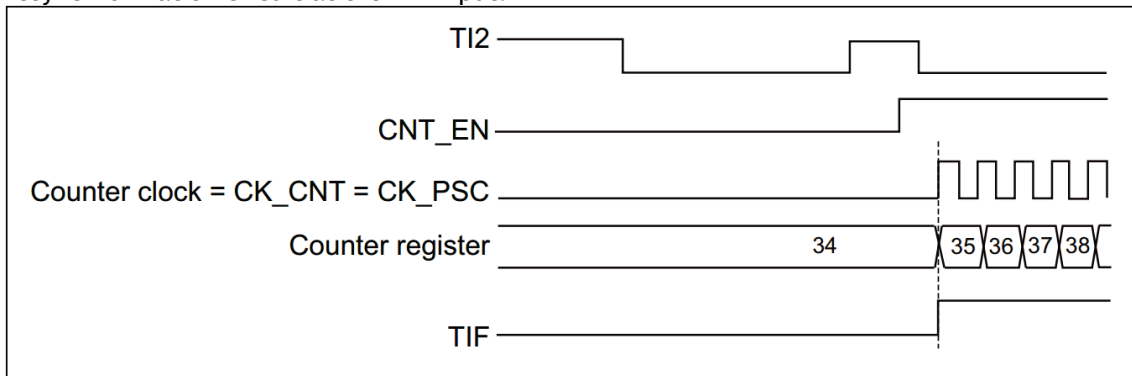 TI2
CNT_EN
Counter clock = CK_CNT = CK_PSC
Counter register
34
35
36
37
38
TIF